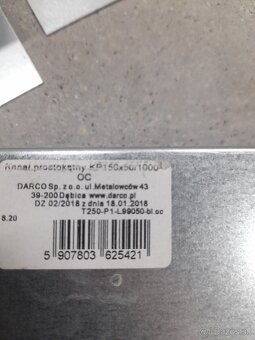 Kanał prostokątny KP150x50/1000
OC
DARCO Sp. z o.o. ul.Metalowców 43
39-200 Dębica www.darco.pl
DZ 02/2018 z dnia 18.01.2018
T250-P1-L99050-bl.oc
8.20
5 907803 625421